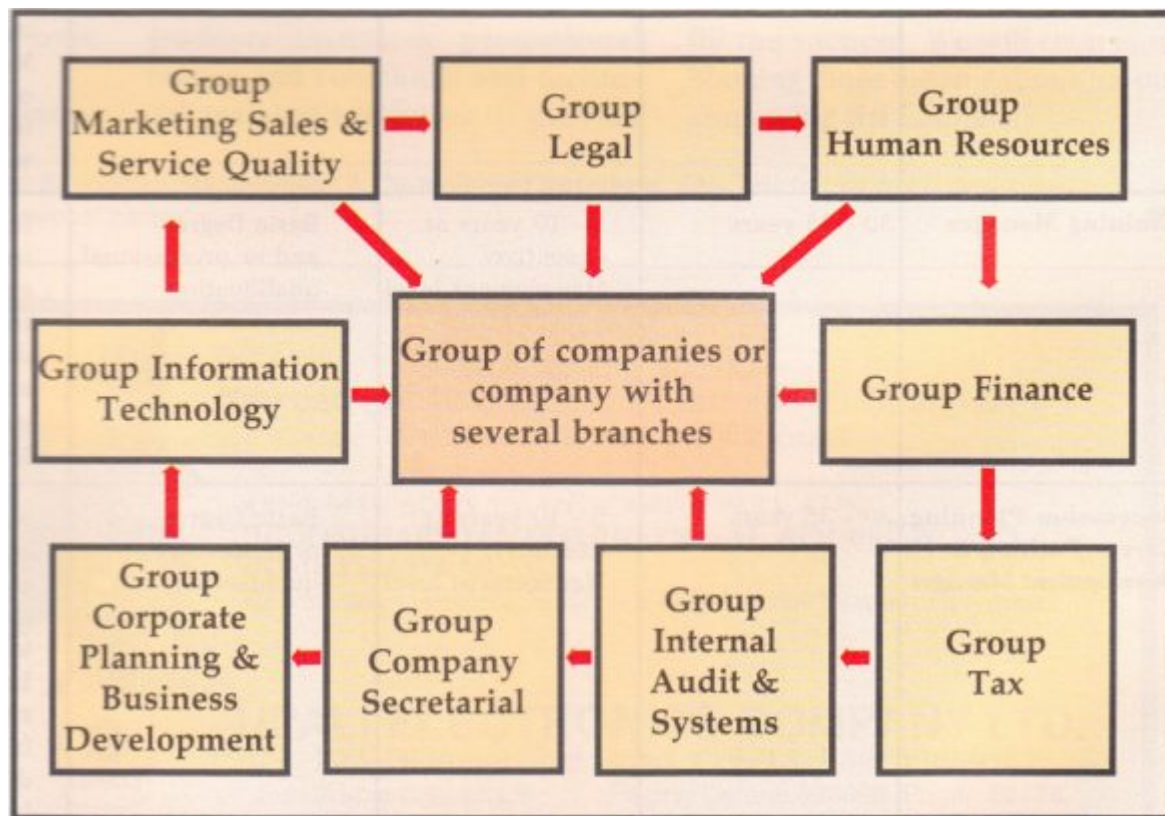 Group
Marketing Sales &
Service Quality
Group
Legal
Group
Human Resources
Group Information
Technology
Group of companies or
company with
several branches
Group Finance
Group
Corporate
Planning &
Business
Development
Group
Company
Secretarial
Group
Internal
Audit &
Systems
Group
Tax